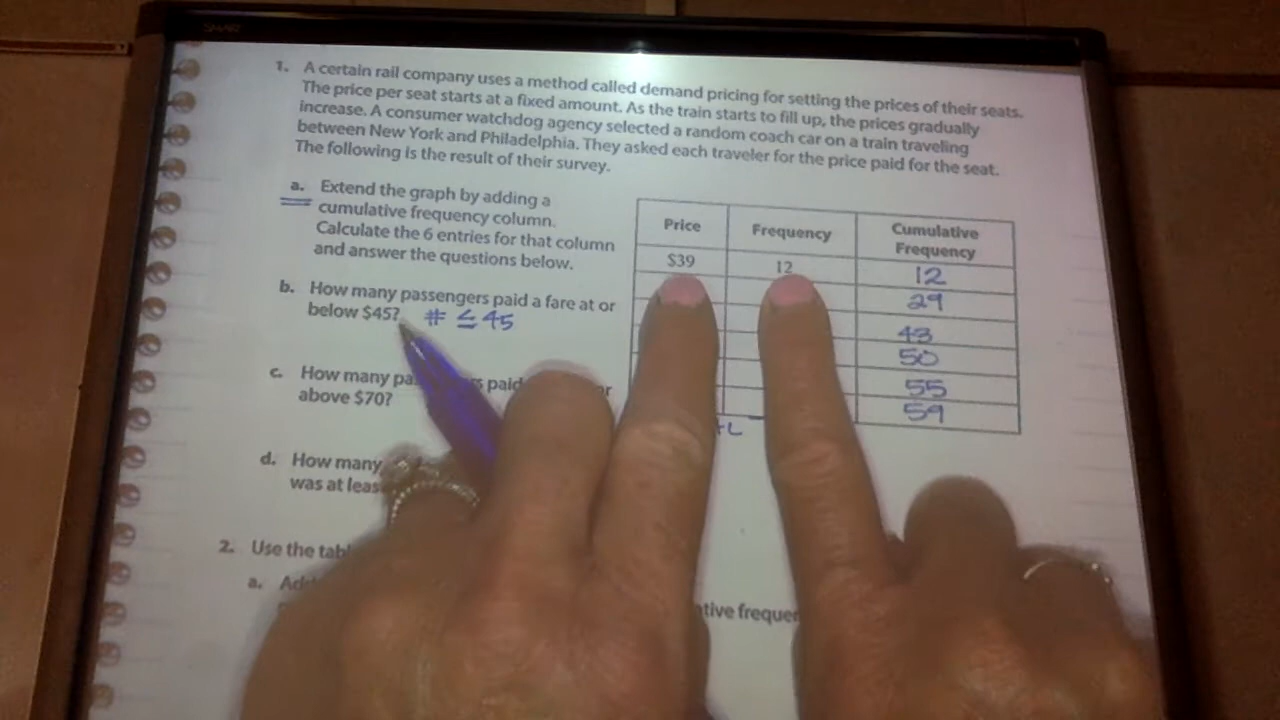 1. A certain rail company uses a method called demand pricing for setting the prices of their seats.
The price per seat starts at a fixed amount. As the train starts to fill up, the prices gradually
increase. A consumer watchdog agency selected a random coach car on a train traveling
between New York and Philadelphia. They asked each traveler for the price paid for the seat.
The following is the result of their survey.
a. Extend the graph by adding a
cumulative frequency column.
Calculate the 6 entries for that column
and answer the questions below.
Price Frequency Cumulative
Frequency
$39 12 12
29
43
50
55
59
b. How many passengers paid a fare at or
below $45? # ≤ 45
c. How many paid
above $70?
d. How many
was at
2. Use the
a.
frequency